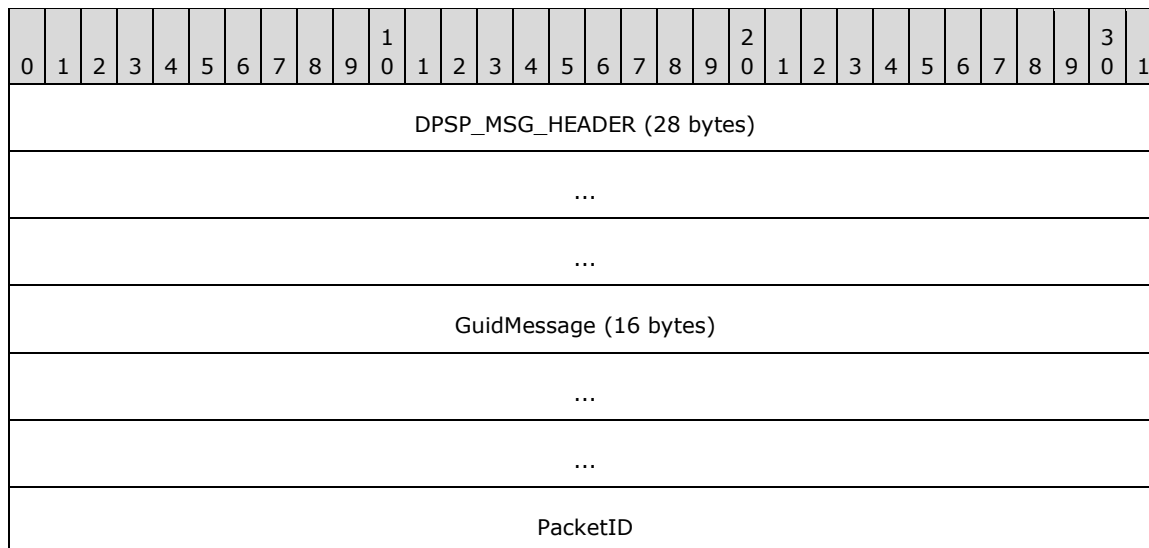 1 2 3
0 1 2 3 4 5 6 7 8 9 0 1 2 3 4 5 6 7 8 9 0 1 2 3 4 5 6 7 8 9 0 1
DPSP_MSG_HEADER (28 bytes)
...
...
GuidMessage (16 bytes)
...
...
PacketID